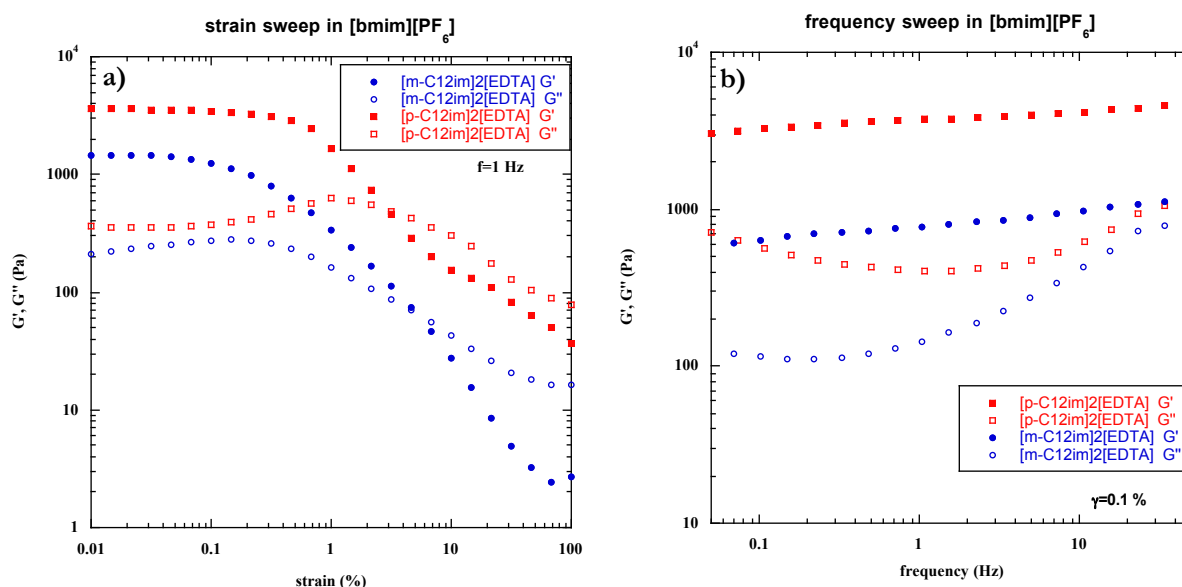 strain sweep in [bmim][PF6]
a)
[m-C12im]2[EDTA] G'
[m-C12im]2[EDTA] G''
[p-C12im]2[EDTA] G'
[p-C12im]2[EDTA] G''
f=1 Hz
10^4
1000
100
10
1
G', G'' (Pa)
0.01 0.1 1 10 100
strain (%)
frequency sweep in [bmim][PF6]
b)
10^4
1000
100
10
G', G'' (Pa)
[p-C12im]2[EDTA] G'
[p-C12im]2[EDTA] G''
[m-C12im]2[EDTA] G'
[m-C12im]2[EDTA] G''
γ=0.1 %
0.1 1 10
frequency (Hz)